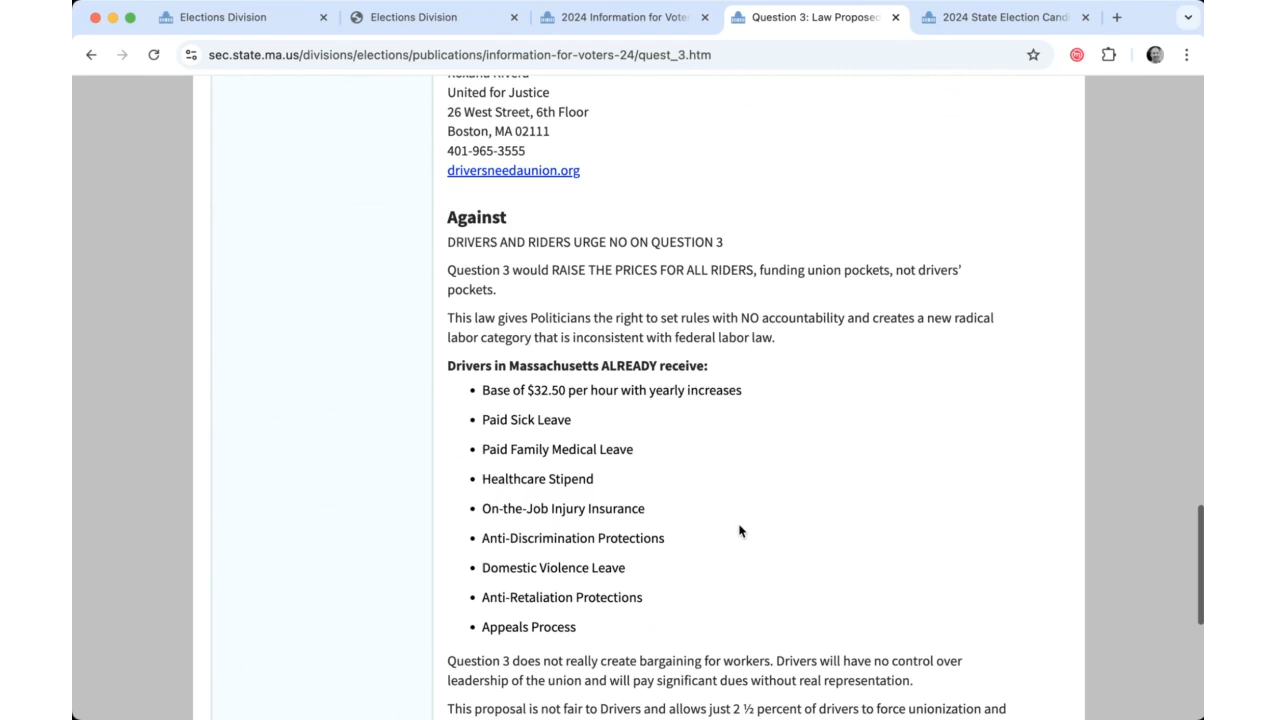 Elections Division
Elections Division
2024 Information for Voter
Question 3: Law Proposed
2024 State Election Candi
sec.state.ma.us/divisions/elections/publications/information-for-voters-24/quest_3.htm
Roxana Rivera
United for Justice
26 West Street, 6th Floor
Boston, MA 02111
401-965-3555
driversneedaunion.org
Against
DRIVERS AND RIDERS URGE NO ON QUESTION 3
Question 3 would RAISE THE PRICES FOR ALL RIDERS, funding union pockets, not drivers’
pockets.
This law gives Politicians the right to set rules with NO accountability and creates a new radical
labor category that is inconsistent with federal labor law.
Drivers in Massachusetts ALREADY receive:
• Base of $32.50 per hour with yearly increases
• Paid Sick Leave
• Paid Family Medical Leave
• Healthcare Stipend
• On-the-Job Injury Insurance
• Anti-Discrimination Protections
• Domestic Violence Leave
• Anti-Retaliation Protections
• Appeals Process
Question 3 does not really create bargaining for workers. Drivers will have no control over
leadership of the union and will pay significant dues without real representation.
This proposal is not fair to Drivers and allows just 2 ½ percent of drivers to force unionization and